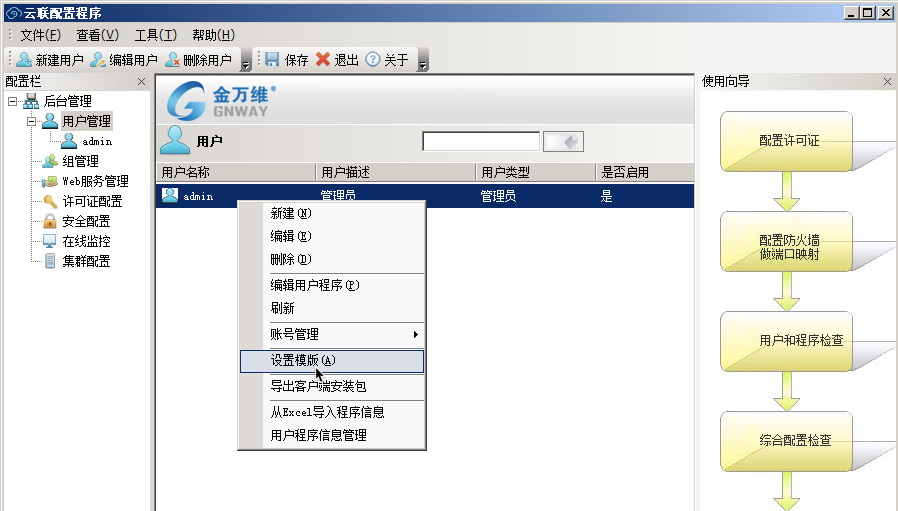 云联配置程序
文件(F) 查看(V) 工具(T) 帮助(H)
新建用户 编辑用户 删除用户 保存 退出 关于
配置栏
后台管理
用户管理
admin
组管理
Web服务管理
许可证配置
安全配置
在线监控
集群配置
金万维®
GNWAY
用户
用户名称 用户描述 用户类型 是否启用
admin 管理员 管理员 是
新建(N)
编辑(E)
删除(D)
编辑用户程序(P)
刷新
账号管理
设置模版(A)
导出客户端安装包
从Excel导入程序信息
用户程序信息管理
使用向导
配置许可证
配置防火墙
做端口映射
用户和程序检查
综合配置检查